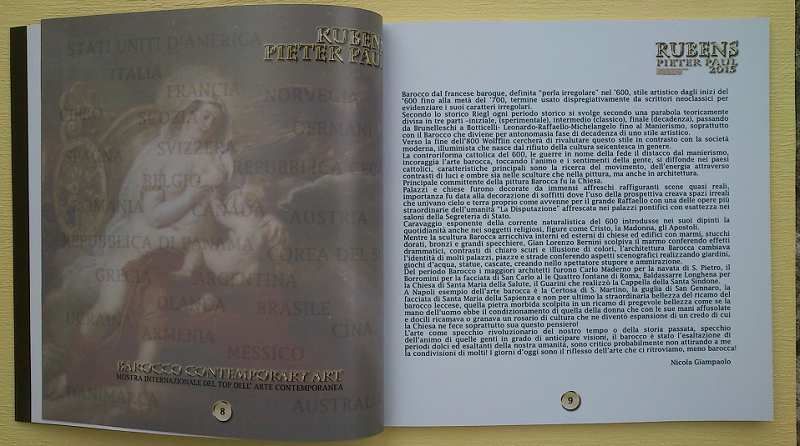 STATI UNITI D'AMERICA
ITALIA
FRANCIA
NORVEGIA
SCOZIA
SVIZZERA
BELGIO
ROMANIA
AUSTRIA
REPUBBLICA DI
COREA DEL S
GRECIA
ARGENTINA
BRASILE
CINA
ARMENIA
MESSICO
DANIMARCA
AUSTRALI
RUBENS
PIETER PAUL
BAROCCO CONTEMPORARY ART
MOSTRA INTERNAZIONALE DEL TOP DELL' ARTE CONTEMPORANEA
8
RUBENS
PIETER PAUL
2015
Barocco dal francese baroque, definita "perla irregolare" nel '600, stile artistico dagli inizi del
'600 fino alla metà del '700, termine usato dispregiativamente da scrittori neoclassici per
evidenziare i suoi caratteri irregolari.
Secondo lo storico Riegl ogni periodo storico si svolge secondo una parabola teoricamente
divisa in tre parti -iniziale, (sperimentale), intermedio (classico), finale (decadenza), passando
da Brunelleschi a Botticelli- Leonardo-Raffaello-Michelangelo fino al Manerismo, soprattutto
con il Barocco che diviene per antonomasia fase di decadenza di uno stile artistico.
Verso la fine dell'800 Wolfflin cercherà di rivalutare questo stile in contrasto con la società
moderna, illuminista che nasce dal rifiuto della cultura seicentesca in genere.
La controriforma cattolica del 600, le guerre in nome della fede il distacco dal manierismo,
incoraggia l'arte barocca, toccando l'animo e i sentimenti della gente, si diffonde nei paesi
cattolici, caratteristiche principali sono la ricerca del movimento, dell'energia attraverso
contrasti di luci e ombre sia nelle sculture che nella pittura, ma anche in architettura.
Principale committente della pittura Barocca fu la Chiesa.
Palazzi e chiese furono decorate da immensi affreschi raffiguranti scene quasi reali,
importanza fu data alla decorazione di soffitti dove l'uso della prospettiva creava spazi irreali
che univano cielo e terra proprio come avvenne per il grande Raffaello con una delle opere più
straordinarie dell'umanità "La Disputazione" affrescata nei palazzi pontifici con esattezza nei
saloni della Segreteria di Stato.
Caravaggio esponente della corrente naturalistica del 600 introdusse nei suoi dipinti la
quotidianità anche nei soggetti religiosi, figure come Cristo, la Madonna, gli Apostoli.
Mentre la scultura Barocca arricchiva interni ed esterni di chiese ed edifici con marmi, stucchi
dorati, bronzi e grandi specchiere, Gian Lorenzo Bernini scolpiva il marmo conferendo effetti
drammatici, contrasti di chiaro scuri e illusione di colori, l'architettura Barocca cambiava
l'identità di molti palazzi, piazze e strade conferendo aspetti scenografici realizzando giardini,
giochi d'acqua, statue, cascate, creando nello spettatore stupore e ammirazione.
Del periodo Barocco i maggiori architetti furono Carlo Maderno per la navata di S. Pietro, il
Borromini per la facciata di San Carlo ai Quattro fontane di Roma, Baldassarre Longhena per
la Chiesa di Santa Maria della Salute, il Guarini che realizzò la Cappella della Santa Sindone.
A Napoli esempio dell'arte barocca è la Certosa di S. Martino, la guglia di San Gennaro, la
facciata di Santa Maria della Sapienza e non per ultimo la straordinaria bellezza del ricamo del
barocco leccese, quella pietra morbida scolpita in un ricamo di pregevole bellezza come se la
mano dell'uomo ebbe il condizionamento di quella della donna che con le sue mani affusolate
e docili ricamava o granava un rosario di cultura che ne diventò espansione di un credo di cui
la Chiesa ne fece soprattutto suo questo pensiero!
L'arte come specchio rivoluzionario del nostro tempo o della storia passata, specchio
dell'animo di quelle genti in grado di anticipare visioni, il barocco è stato l'esaltazione di
periodi dolci ed esaltanti della nostra umanità, sono critico probabilmente non attirando a me
la condivisioni di molti! I giorni d'oggi sono il riflesso dell'arte che ci ritroviamo, meno barocca!
Nicola Giampaolo
9